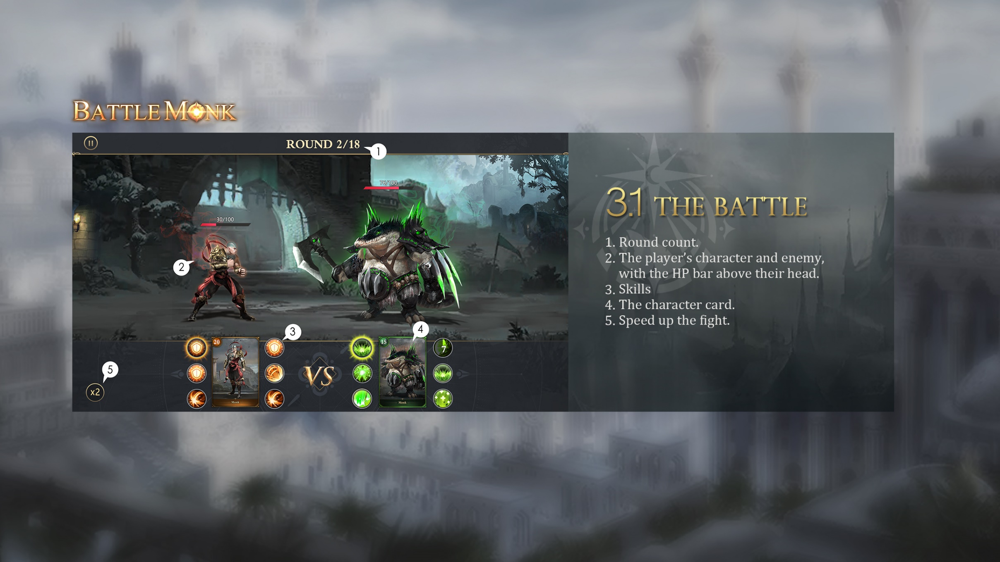 BATTLE MONK
ROUND 2/18
1
76/100
30/100
2
3
4
5
20
15
7
VS
x2
Monk
Monk
3.1 THE BATTLE
1. Round count.
2. The player’s character and enemy,
with the HP bar above their head.
3. Skills
4. The character card.
5. Speed up the fight.